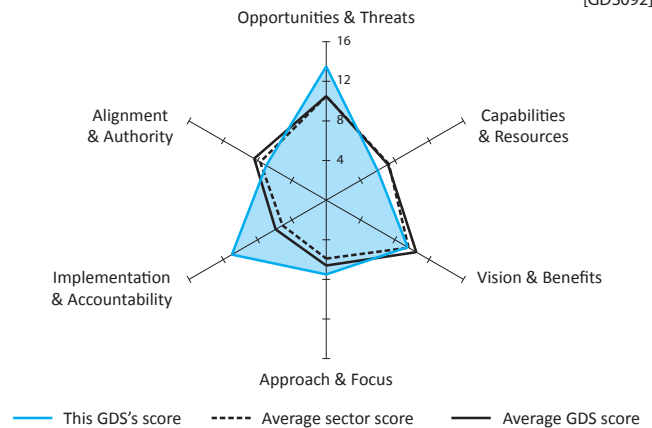 [GDS092]
Opportunities & Threats
16
12
8
4
Alignment
& Authority
Capabilities
& Resources
Implementation
& Accountability
Vision & Benefits
Approach & Focus
This GDS's score
Average sector score
Average GDS score